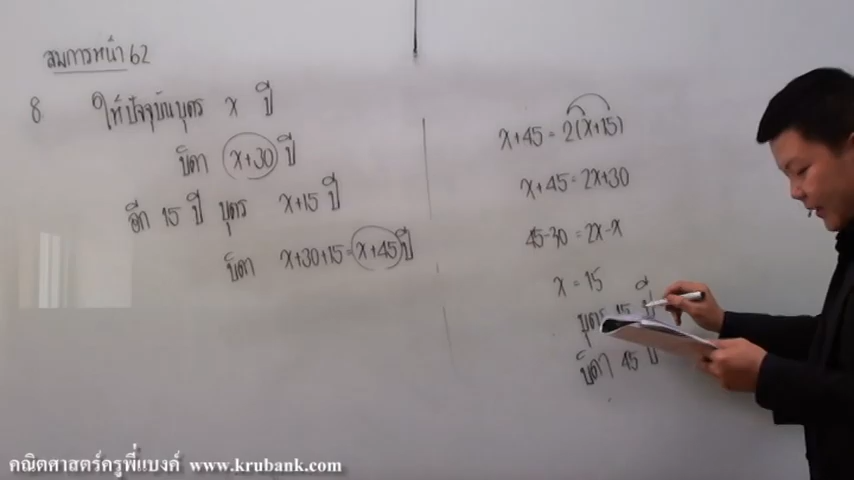 สมการหน้า 62
8 ให้ปัจจุบันบุตร x ปี
บิดา x+30 ปี
อีก 15 ปี บุตร x+15 ปี
บิดา x+30+15 = x+45 ปี
x+45 = 2(x+15)
x+45 = 2x+30
45-30 = 2x-x
x = 15
บุตร 15 ปี
บิดา 45 ปี
คณิตศาสตร์ครูพี่แบงค์ www.krubank.com